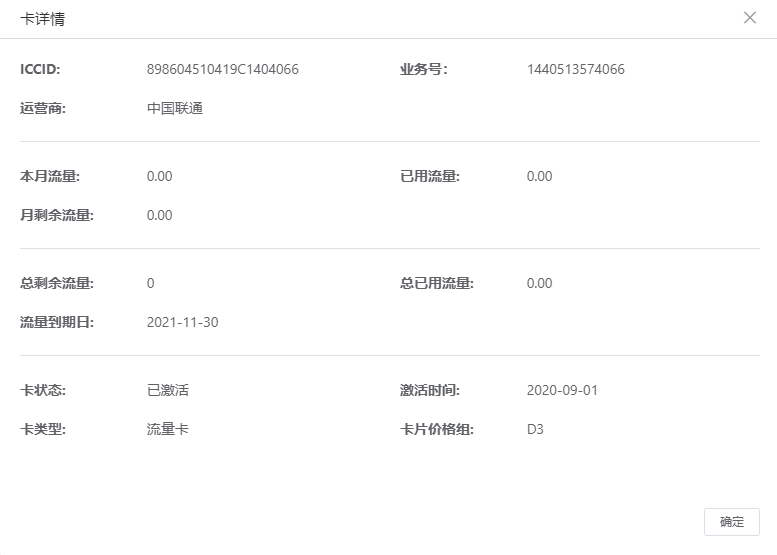 卡详情
ICCID: 898604510419C1404066 业务号: 1440513574066
运营商: 中国联通
本月流量: 0.00 已用流量: 0.00
月剩余流量: 0.00
总剩余流量: 0 总已用流量: 0.00
流量到期日: 2021-11-30
卡状态: 已激活 激活时间: 2020-09-01
卡类型: 流量卡 卡片价格组: D3
确定